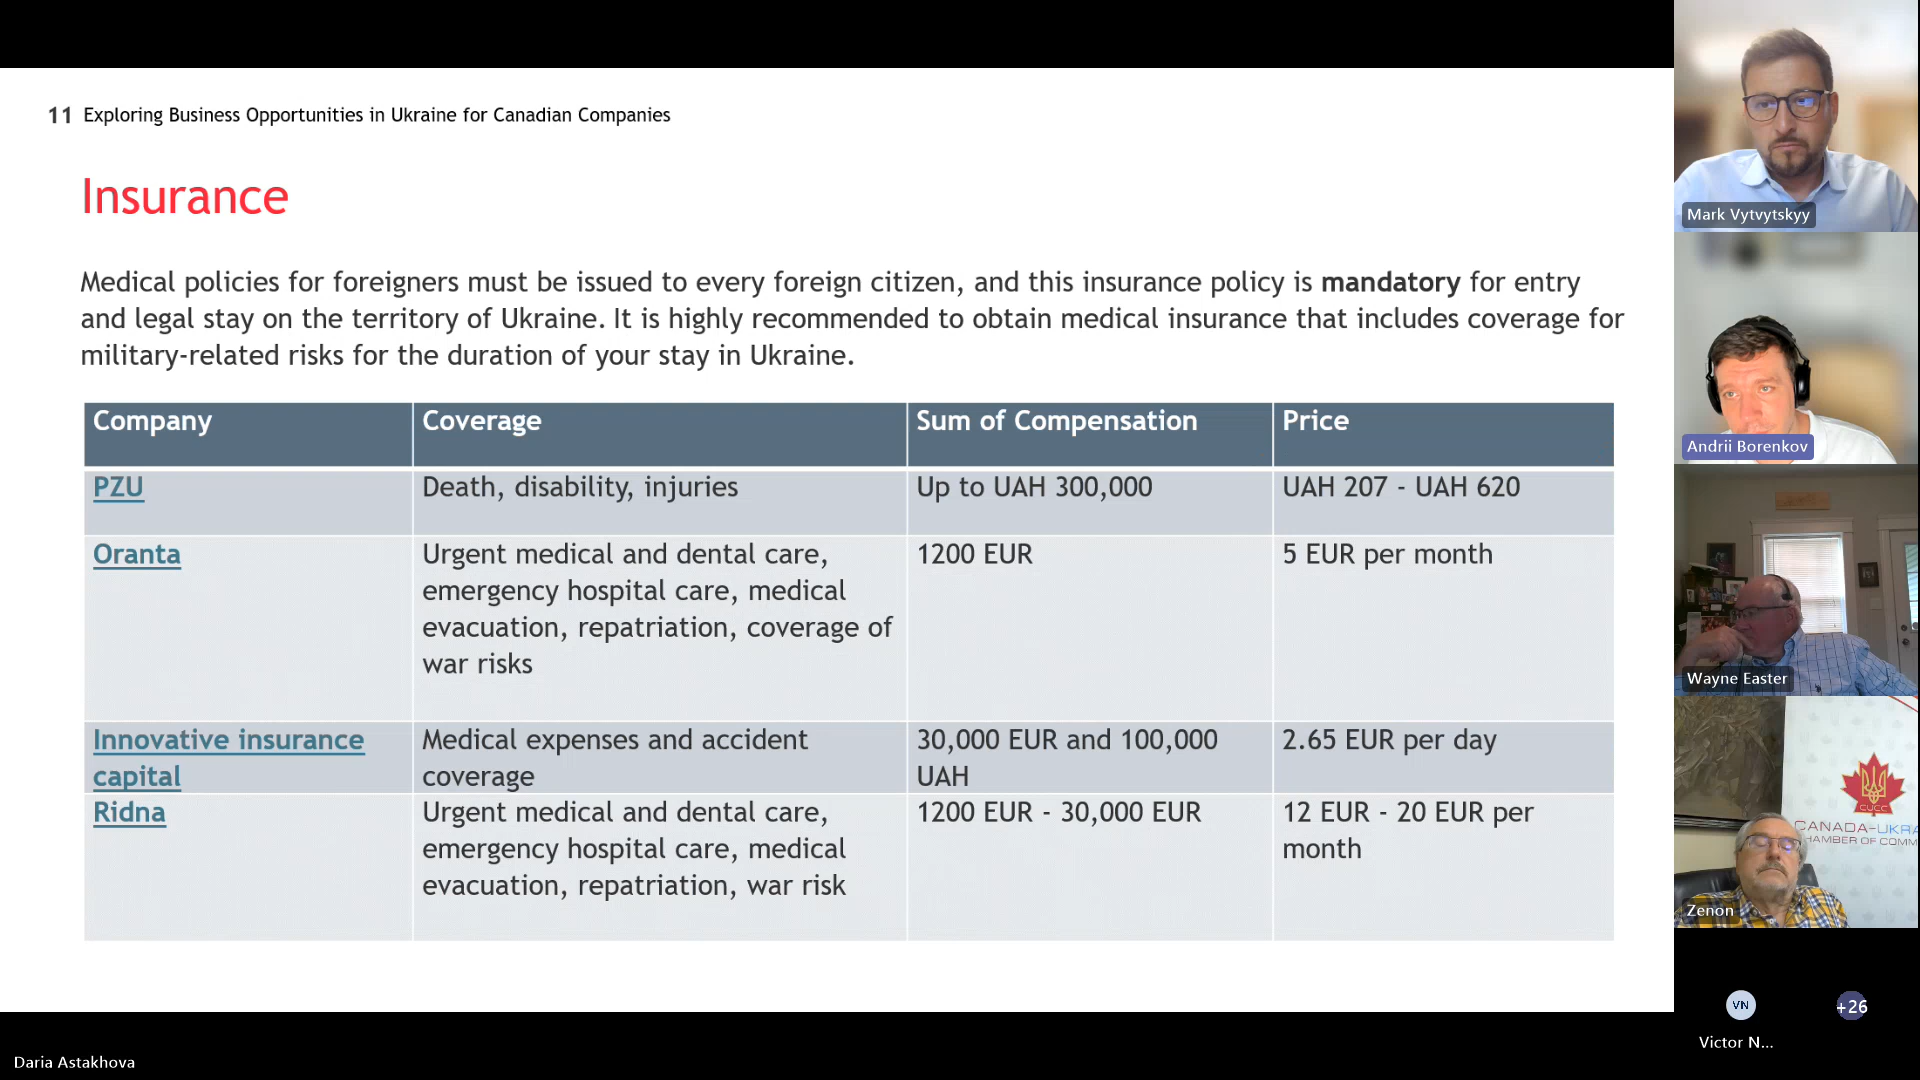 11 Exploring Business Opportunities in Ukraine for Canadian Companies
Insurance
Medical policies for foreigners must be issued to every foreign citizen, and this insurance policy is mandatory for entry
and legal stay on the territory of Ukraine. It is highly recommended to obtain medical insurance that includes coverage for
military-related risks for the duration of your stay in Ukraine.
Company Coverage Sum of Compensation Price
PZU Death, disability, injuries Up to UAH 300,000 UAH 207 - UAH 620
Oranta Urgent medical and dental care, 1200 EUR 5 EUR per month
emergency hospital care, medical
evacuation, repatriation, coverage of
war risks
Innovative insurance Medical expenses and accident 30,000 EUR and 100,000 2.65 EUR per day
capital coverage UAH
Ridna Urgent medical and dental care, 1200 EUR - 30,000 EUR 12 EUR - 20 EUR per
emergency hospital care, medical month
evacuation, repatriation, war risk
Mark Vytvytskyy
Andrii Borenkov
Wayne Easter
CUCC
CANADA-UKRA
HAMBER OF COMM
Zenon
VN
+26
Victor N...
Daria Astakhova